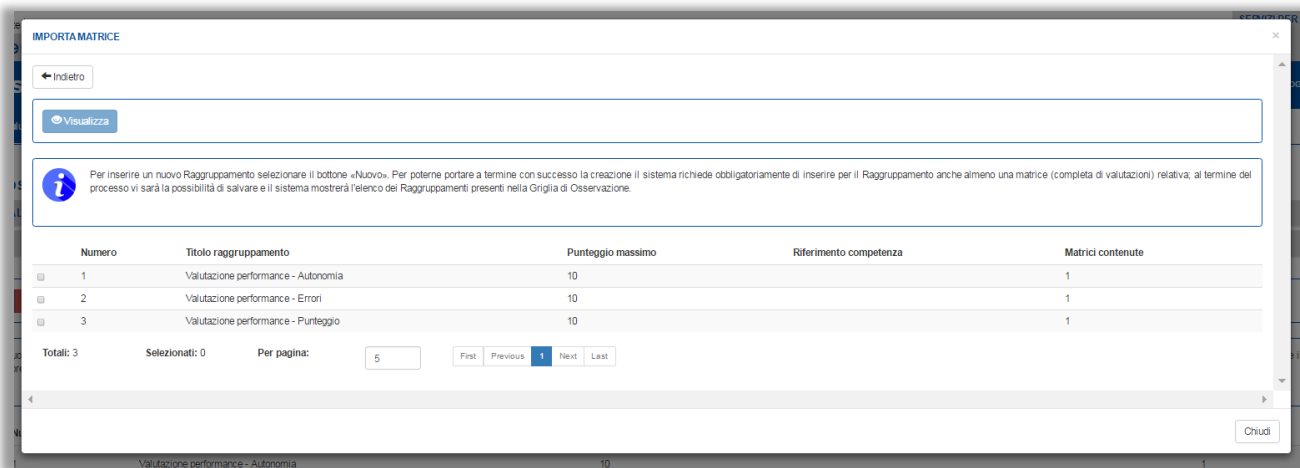 SERVIZI PER
IMPORTA MATRICE
×
Indietro
Visualizza
Per inserire un nuovo Raggruppamento selezionare il bottone «Nuovo». Per poterne portare a termine con successo la creazione il sistema richiede obbligatoriamente di inserire per il Raggruppamento anche almeno una matrice (completa di valutazioni) relativa; al termine del
processo vi sarà la possibilità di salvare e il sistema mostrerà l'elenco dei Raggruppamenti presenti nella Griglia di Osservazione.
Numero Titolo raggruppamento Punteggio massimo Riferimento competenza Matrici contenute
1 Valutazione performance - Autonomia 10 1
2 Valutazione performance - Errori 10 1
3 Valutazione performance - Punteggio 10 1
Totali: 3 Selezionati: 0 Per pagina: 5 First Previous 1 Next Last
Chiudi
Valutazione performance - Autonomia 10 1